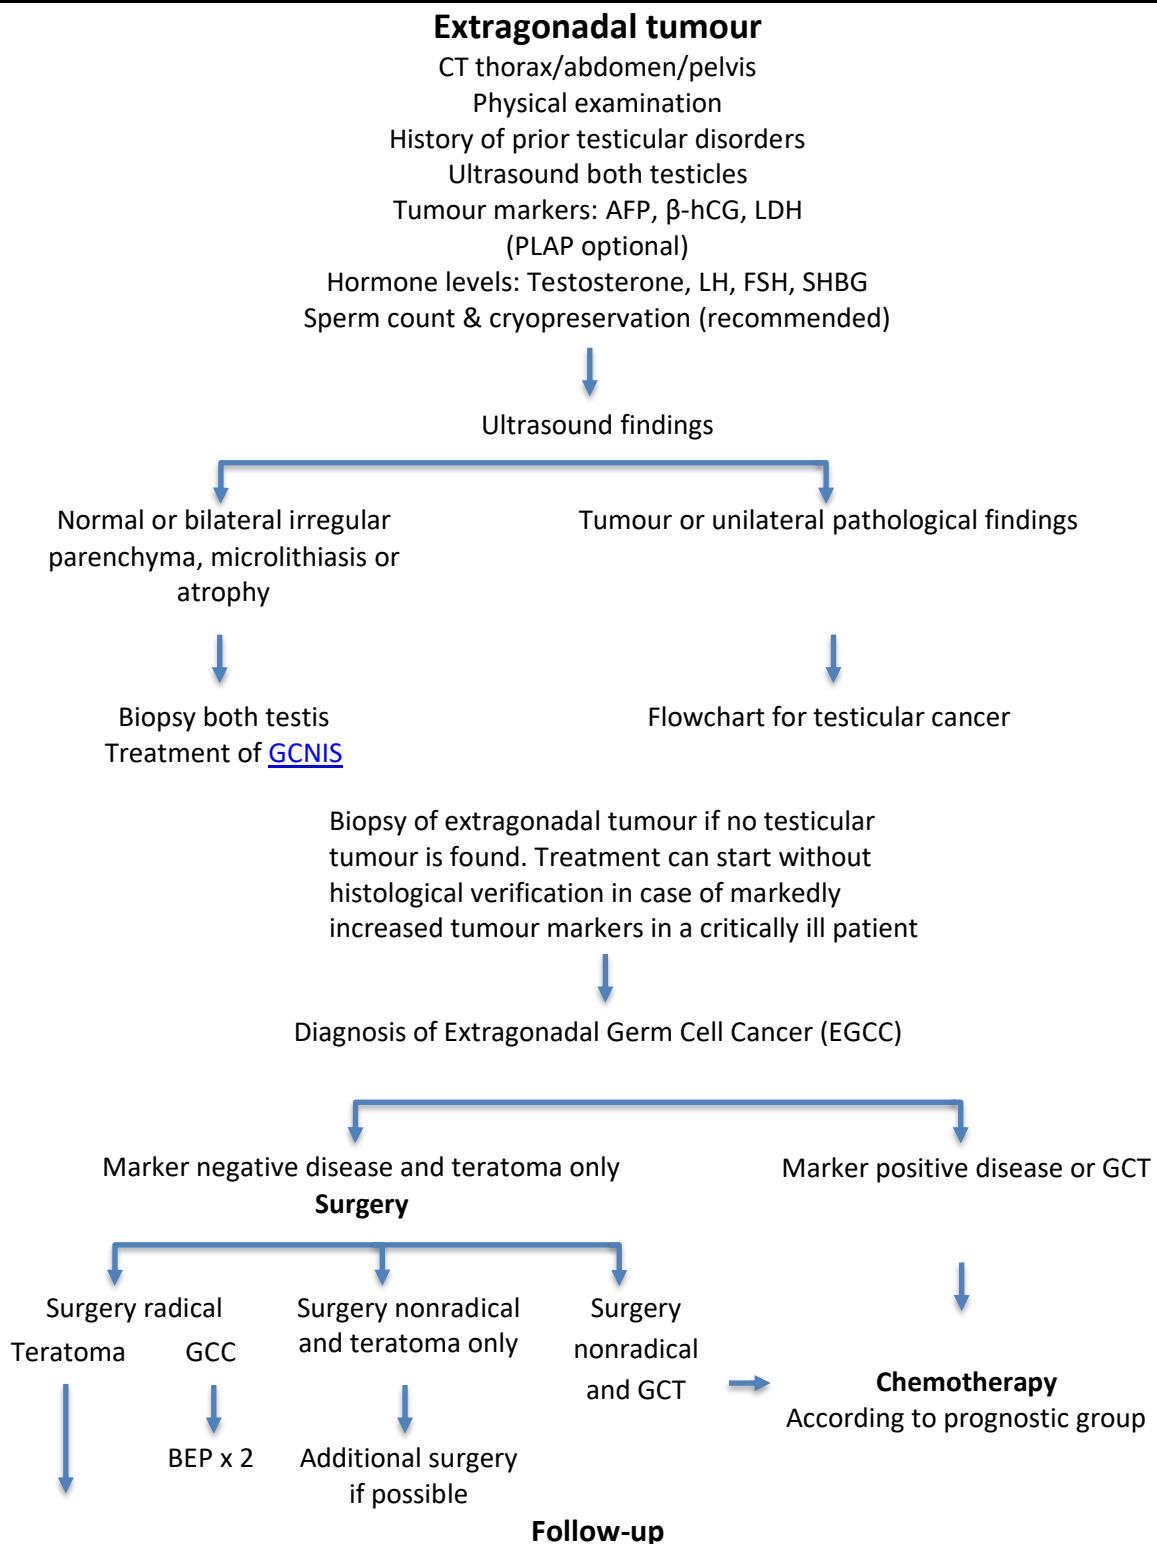 Extragonadal tumour
CT thorax/abdomen/pelvis
Physical examination
History of prior testicular disorders
Ultrasound both testicles
Tumour markers: AFP, β-hCG, LDH
(PLAP optional)
Hormone levels: Testosterone, LH, FSH, SHBG
Sperm count & cryopreservation (recommended)
Ultrasound findings
Normal or bilateral irregular
parenchyma, microlithiasis or
atrophy
Tumour or unilateral pathological findings
Biopsy both testis
Treatment of GCNIS
Flowchart for testicular cancer
Biopsy of extragonadal tumour if no testicular
tumour is found. Treatment can start without
histological verification in case of markedly
increased tumour markers in a critically ill patient
Diagnosis of Extragonadal Germ Cell Cancer (EGCC)
Marker negative disease and teratoma only
Surgery
Marker positive disease or GCT
Surgery radical
Teratoma GCC
Surgery nonradical
and teratoma only
Surgery
nonradical
and GCT
Chemotherapy
According to prognostic group
BEP x 2
Additional surgery
if possible
Follow-up